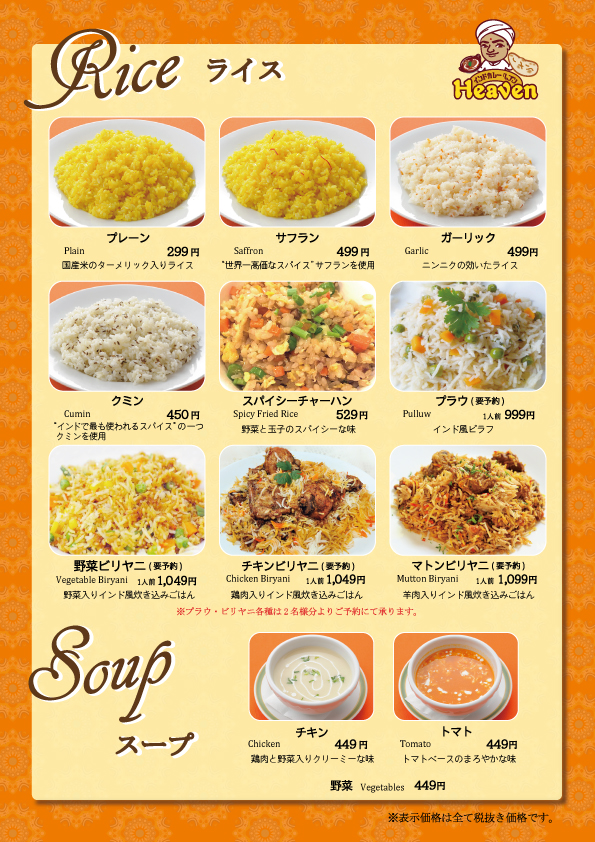 Rice ライス
インドカレー ヘブン
Heaven
プレーン
Plain 299円
国産米のターメリック入りライス
サフラン
Saffron 499円
“世界一高価なスパイス”サフランを使用
ガーリック
Garlic 499円
ニンニクの効いたライス
クミン
Cumin 450円
“インドで最も使われるスパイス”の一つ
クミンを使用
スパイシーチャーハン
Spicy Fried Rice 529円
野菜と玉子のスパイシーな味
プラウ(要予約)
Pulluw 1人前 999円
インド風ピラフ
野菜ビリヤニ(要予約)
Vegetable Biryani 1人前 1,049円
野菜入りインド風炊き込みごはん
チキンビリヤニ(要予約)
Chicken Biryani 1人前 1,049円
鶏肉入りインド風炊き込みごはん
マトンビリヤニ(要予約)
Mutton Biryani 1人前 1,099円
羊肉入りインド風炊き込みごはん
※プラウ・ビリヤニ各種は2名様分よりご予約にて承ります。
Soup
スープ
チキン
Chicken 449円
鶏肉と野菜入りクリーミーな味
トマト
Tomato 449円
トマトベースのまろやかな味
野菜 Vegetables 449円
※表示価格は全て税抜き価格です。